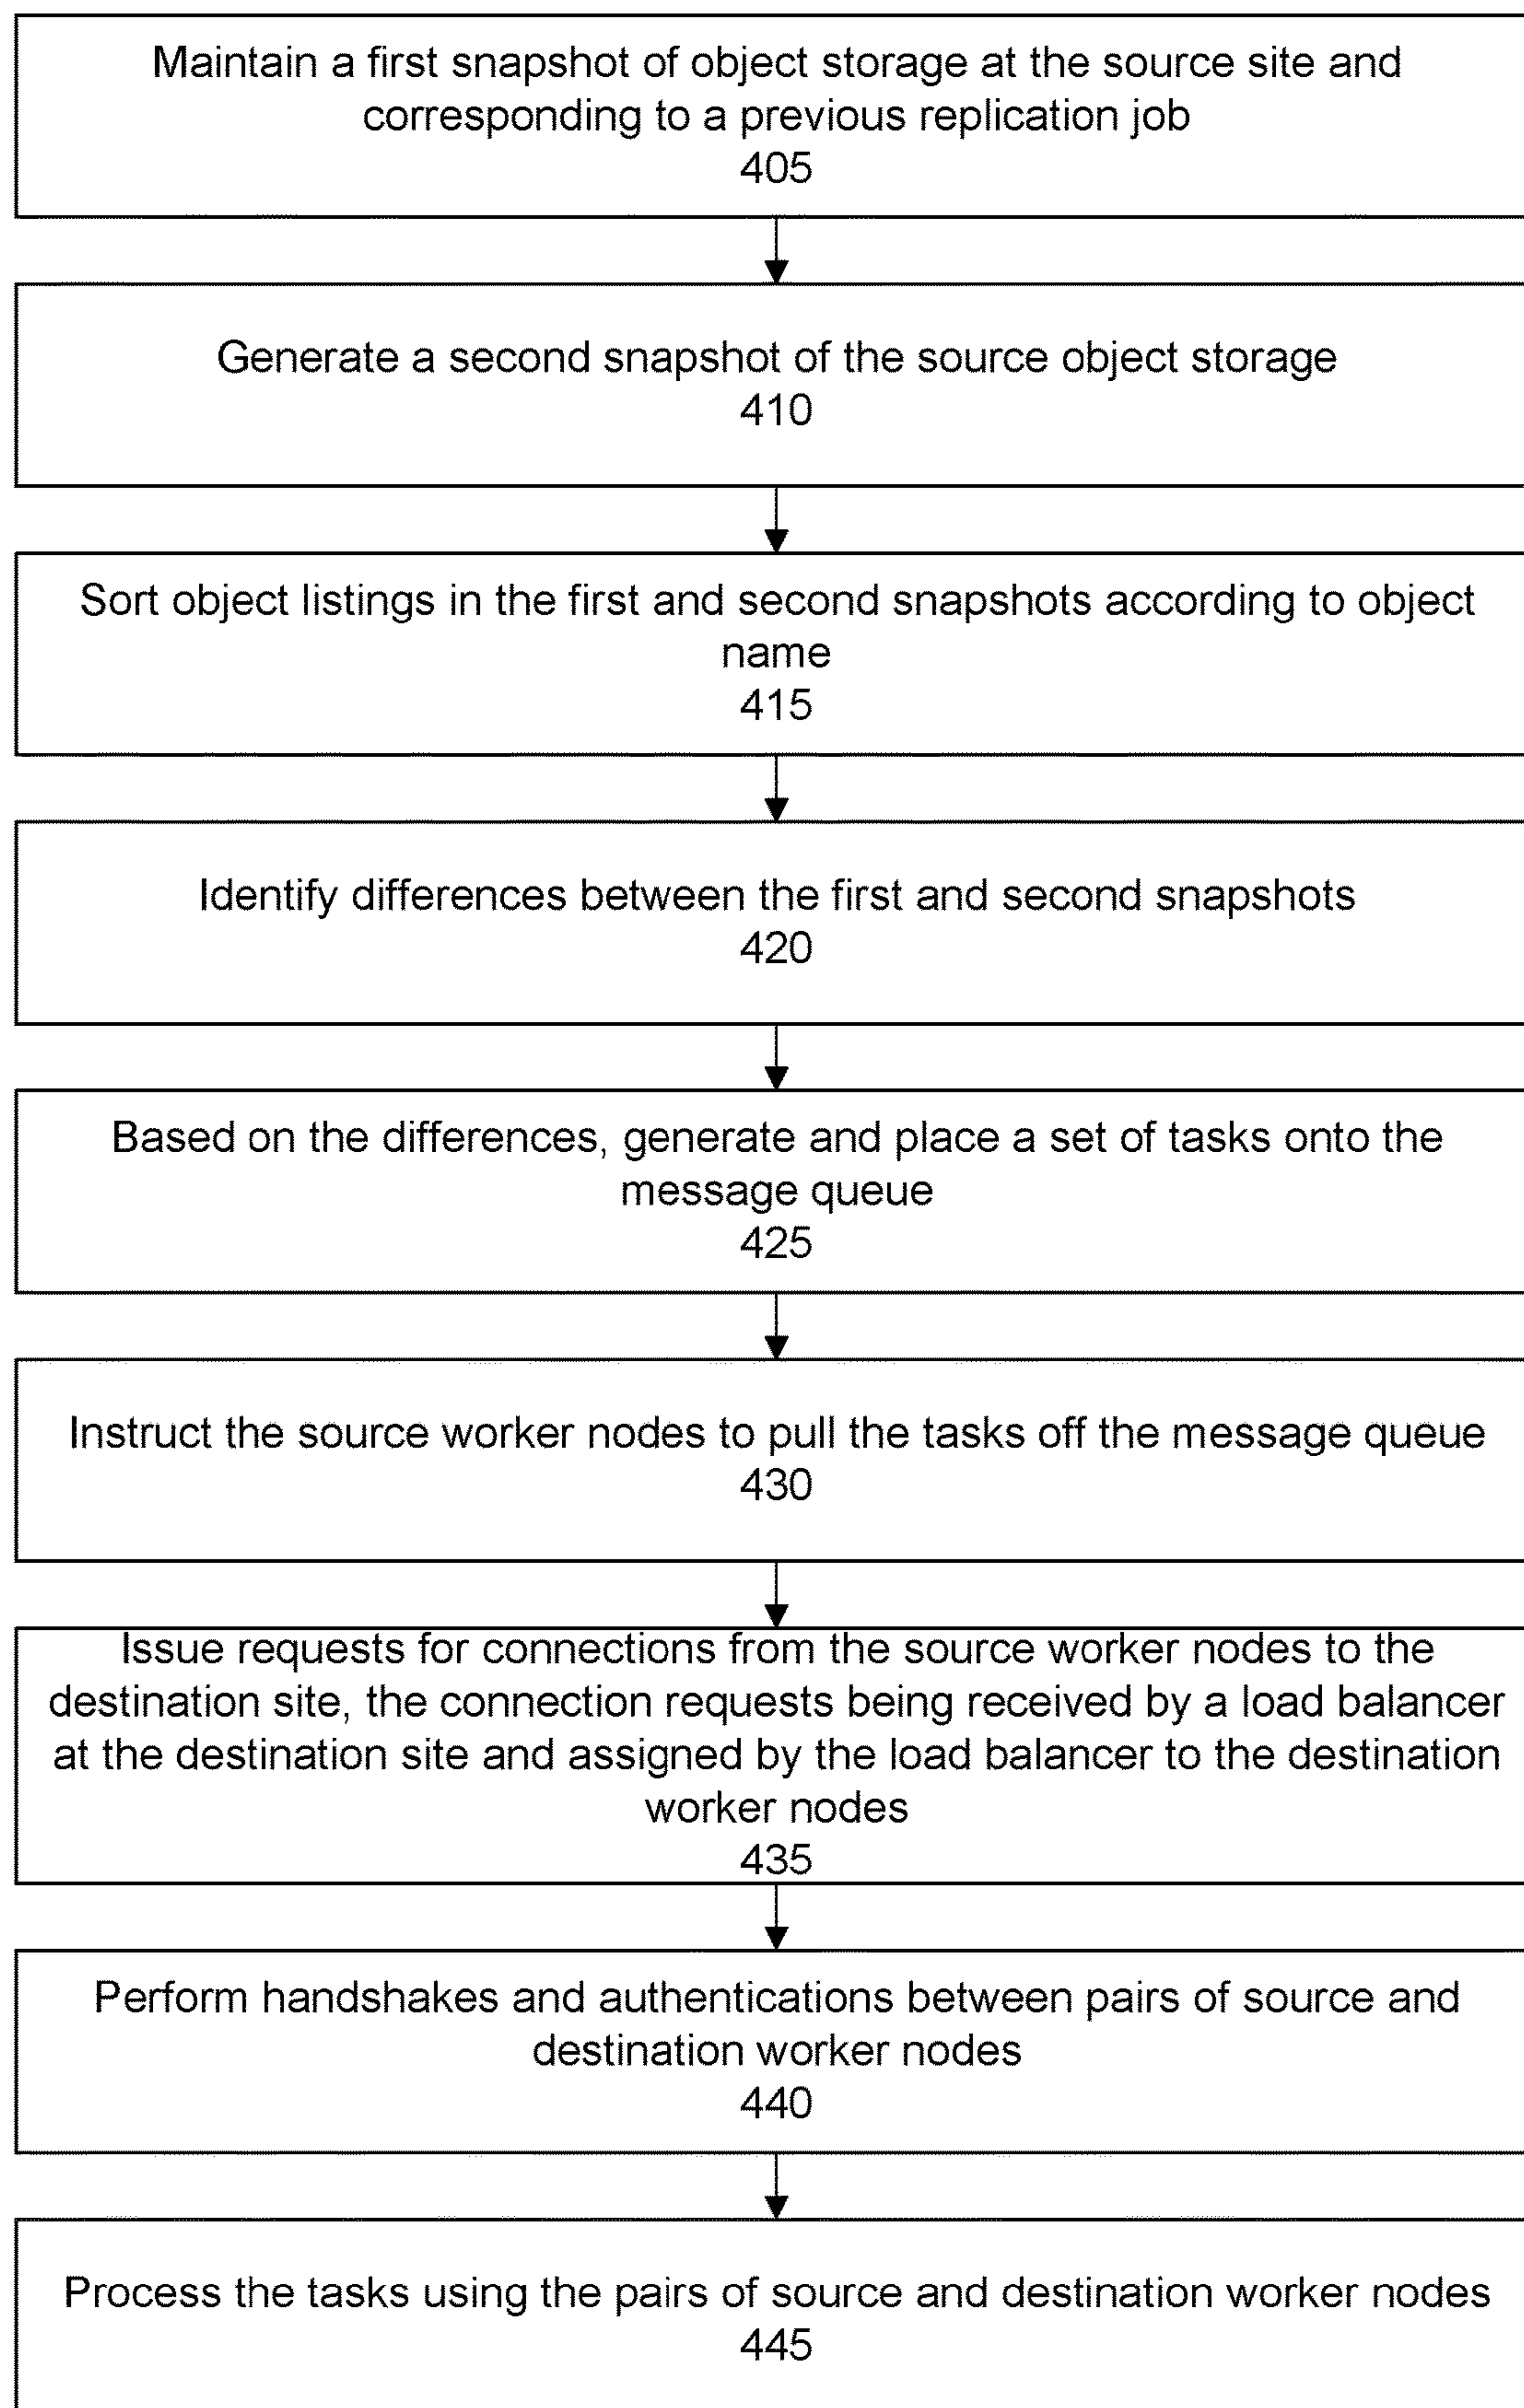 Maintain a first snapshot of object storage at the source site and
corresponding to a previous replication job
405
Generate a second snapshot of the source object storage
410
Sort object listings in the first and second snapshots according to object
name
415
Identify differences between the first and second snapshots
420
Based on the differences, generate and place a set of tasks onto the
message queue
425
Instruct the source worker nodes to pull the tasks off the message queue
430
Issue requests for connections from the source worker nodes to the
destination site, the connection requests being received by a load balancer
at the destination site and assigned by the load balancer to the destination
worker nodes
435
Perform handshakes and authentications between pairs of source and
destination worker nodes
440
Process the tasks using the pairs of source and destination worker nodes
445